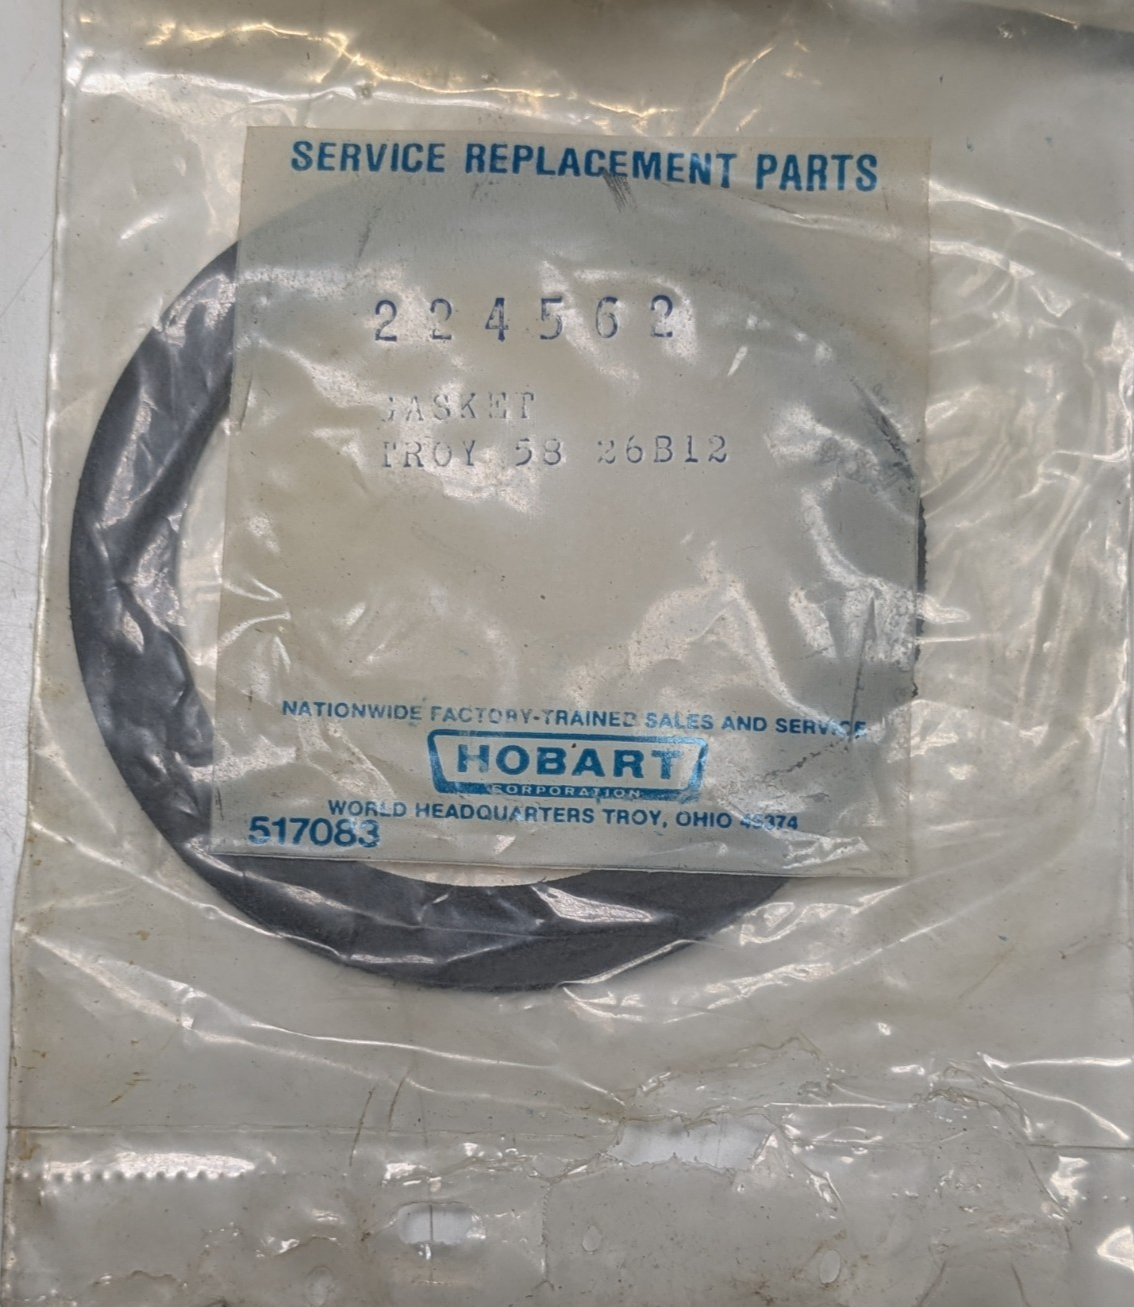 SERVICE REPLACEMENT PARTS
224562
GASKET
TROY 58 26B12
NATIONWIDE FACTORY-TRAINED SALES AND SERVICE
HOBART
CORPORATION
WORLD HEADQUARTERS TROY, OHIO 45374
517083